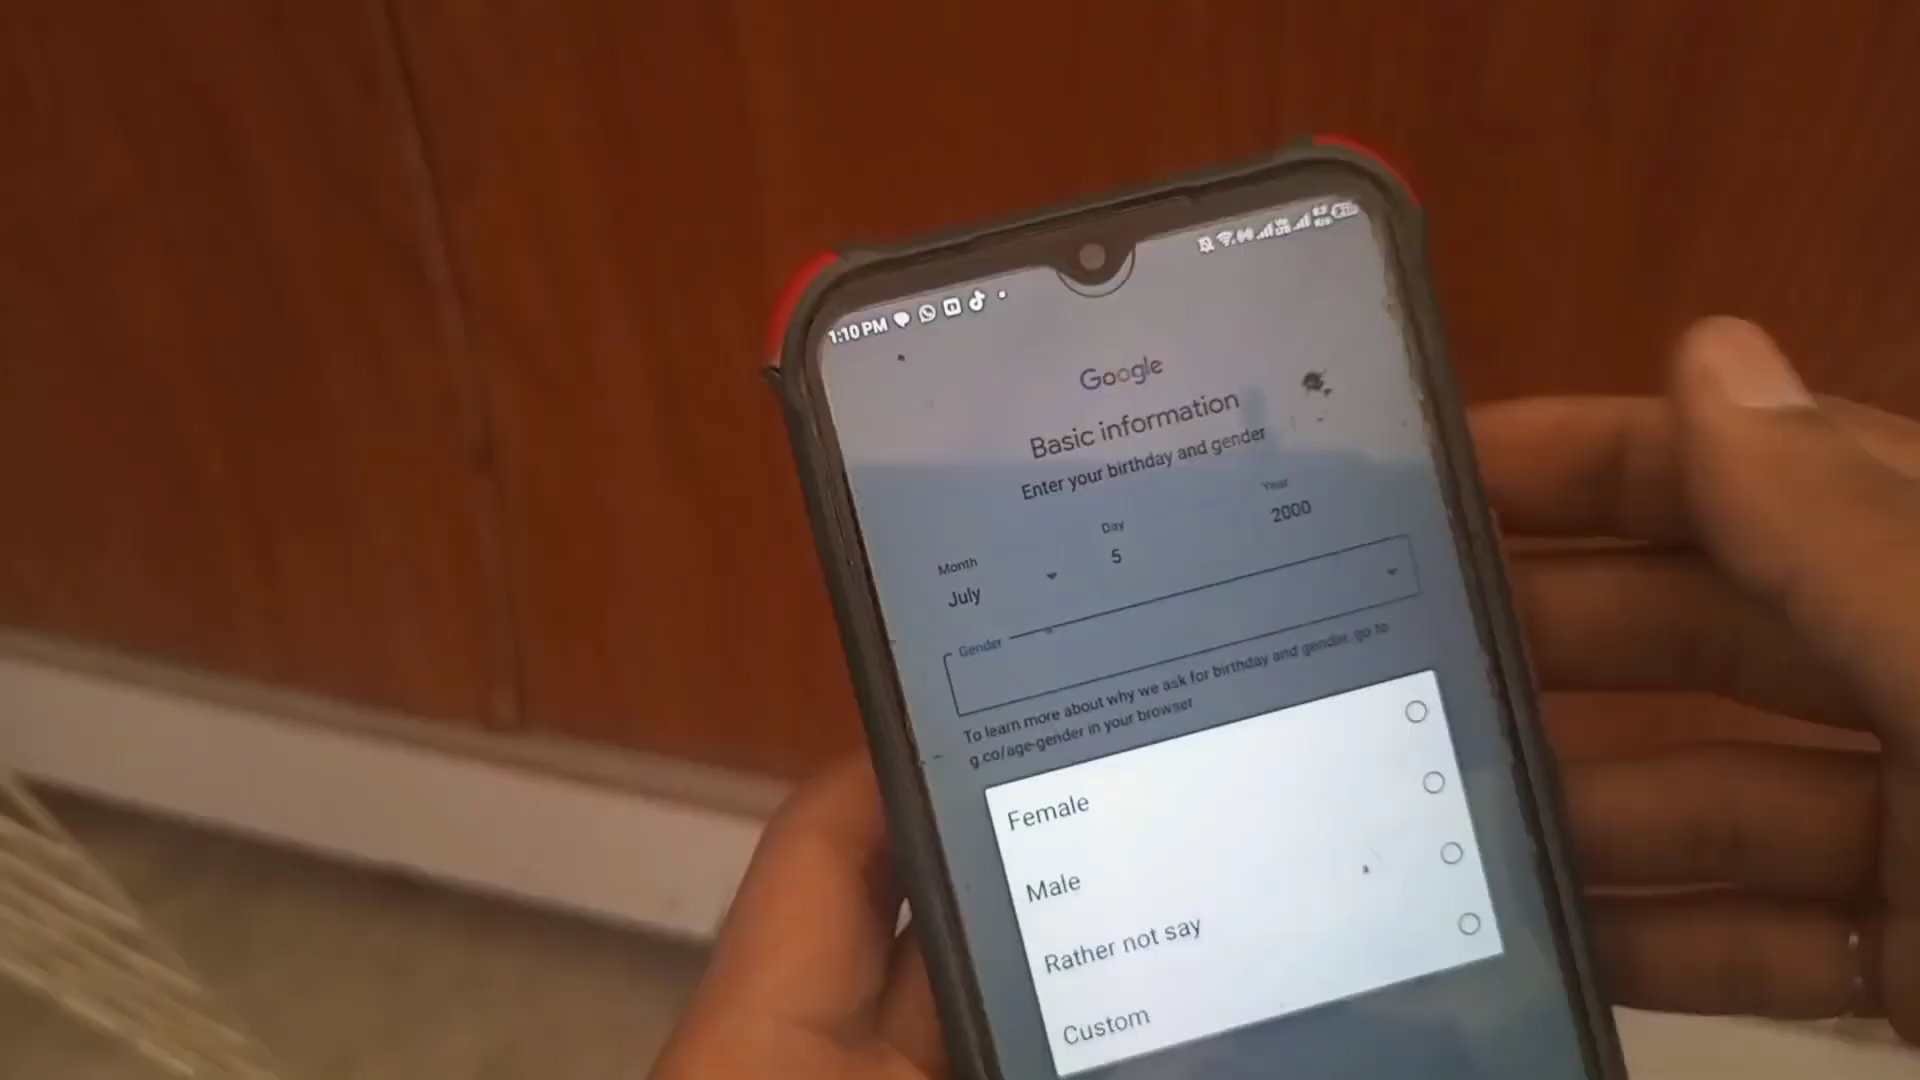 1:10 PM
Google
Basic information
Enter your birthday and gender
Month
Day
Year
July
5
2000
Gender
To learn more about why we ask for birthday and gender, go to
g.co/age-gender in your browser
Female
Male
Rather not say
Custom